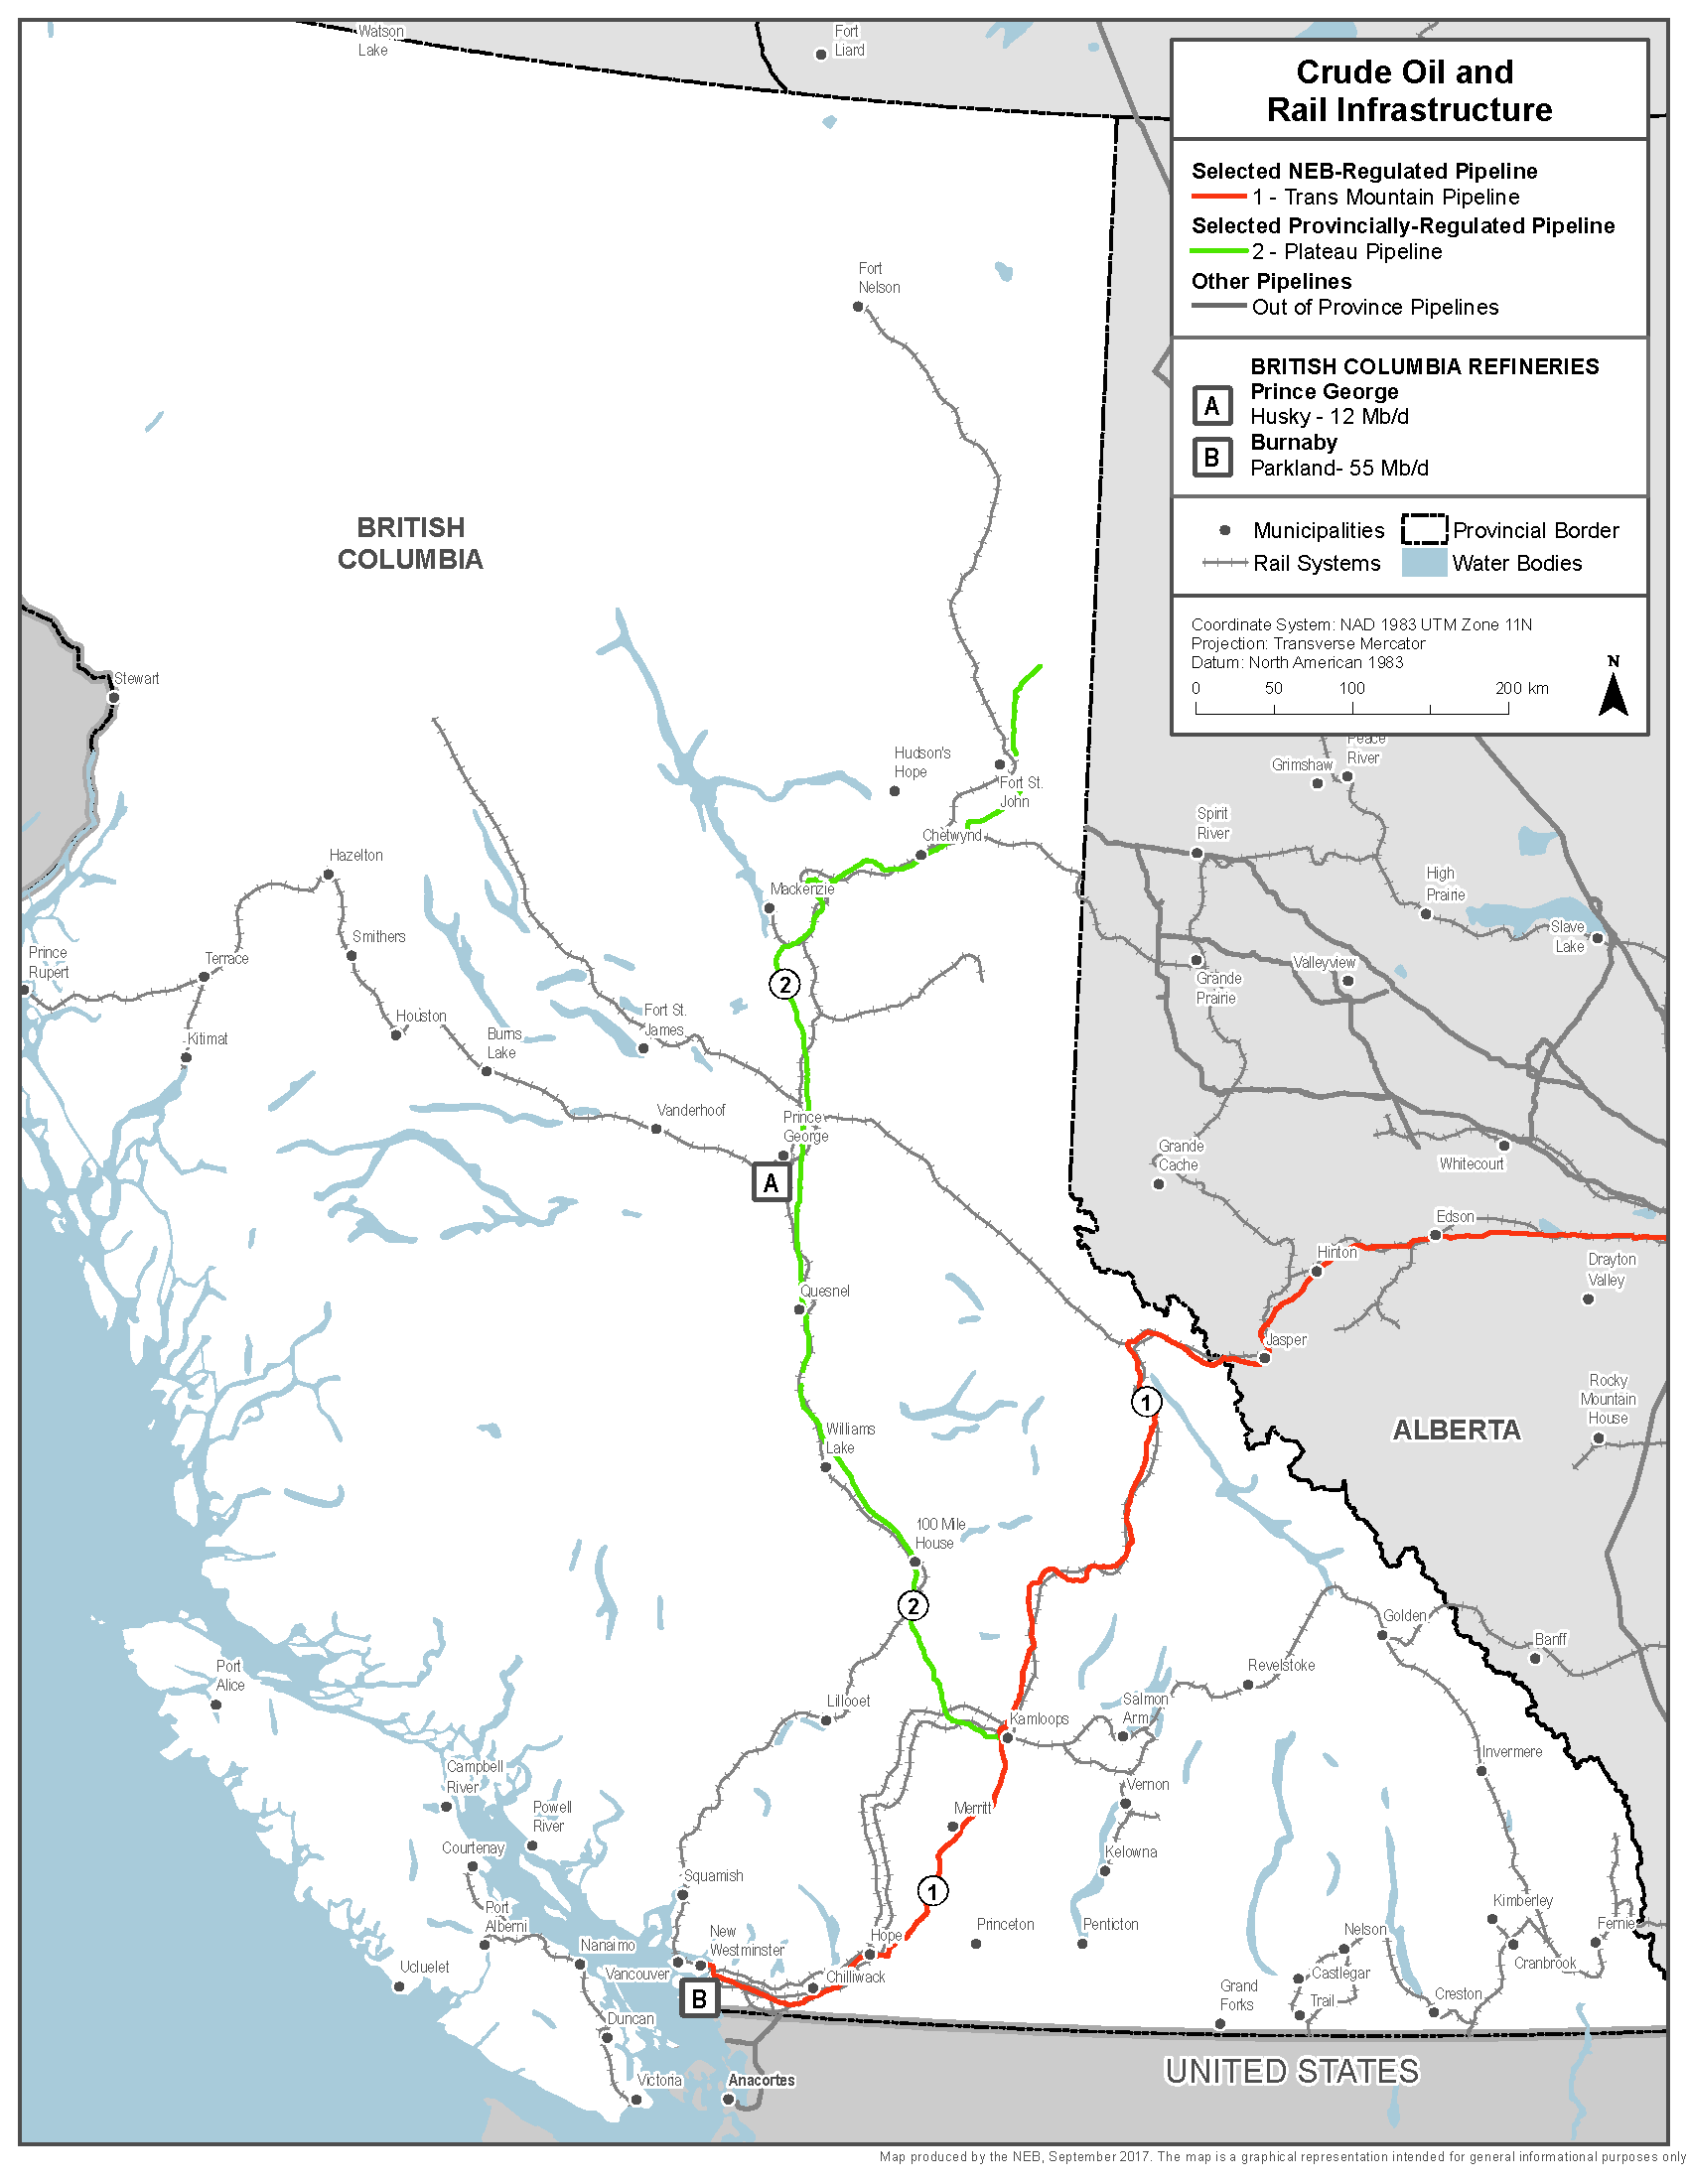 Watson
Lake
Fort
Liard
Crude Oil and
Rail Infrastructure
Selected NEB-Regulated Pipeline
1 - Trans Mountain Pipeline
Selected Provincially-Regulated Pipeline
2 - Plateau Pipeline
Other Pipelines
Out of Province Pipelines
BRITISH COLUMBIA REFINERIES
A
Prince George
Husky - 12 Mb/d
B
Burnaby
Parkland- 55 Mb/d
Municipalities
Provincial Border
Rail Systems
Water Bodies
Coordinate System: NAD 1983 UTM Zone 11N
Projection: Transverse Mercator
Datum: North American 1983
N
0 50 100 200 km
Fort
Nelson
BRITISH
COLUMBIA
Stewart
Hudson's
Hope
Fort St.
John
Chetwynd
Peace
River
Grimshaw
Spirit
River
High
Prairie
Slave
Lake
Hazelton
Mackenzie
Smithers
Prince
Rupert
Terrace
2
Grande
Prairie
Valleyview
Houston
Fort St.
James
Kitimat
Burns
Lake
Vanderhoof
Prince
George
A
Grande
Cache
Whitecourt
Edson
Hinton
Drayton
Valley
Quesnel
Jasper
1
Rocky
Mountain
House
ALBERTA
Williams
Lake
100 Mile
House
2
Golden
Banff
Port
Alice
Revelstoke
Lillooet
Kamloops
Salmon
Arm
Invermere
Campbell
River
Vernon
Powell
River
Merritt
Courtenay
Kelowna
Squamish
1
Port
Alberni
Kimberley
New
Westminster
Hope
Princeton
Penticton
Nelson
Fernie
Nanaimo
Vancouver
Ucluelet
Chilliwack
Castlegar
Cranbrook
B
Grand
Forks
Trail
Creston
Duncan
UNITED STATES
Victoria
Anacortes
Map produced by the NEB, September 2017. The map is a graphical representation intended for general informational purposes only